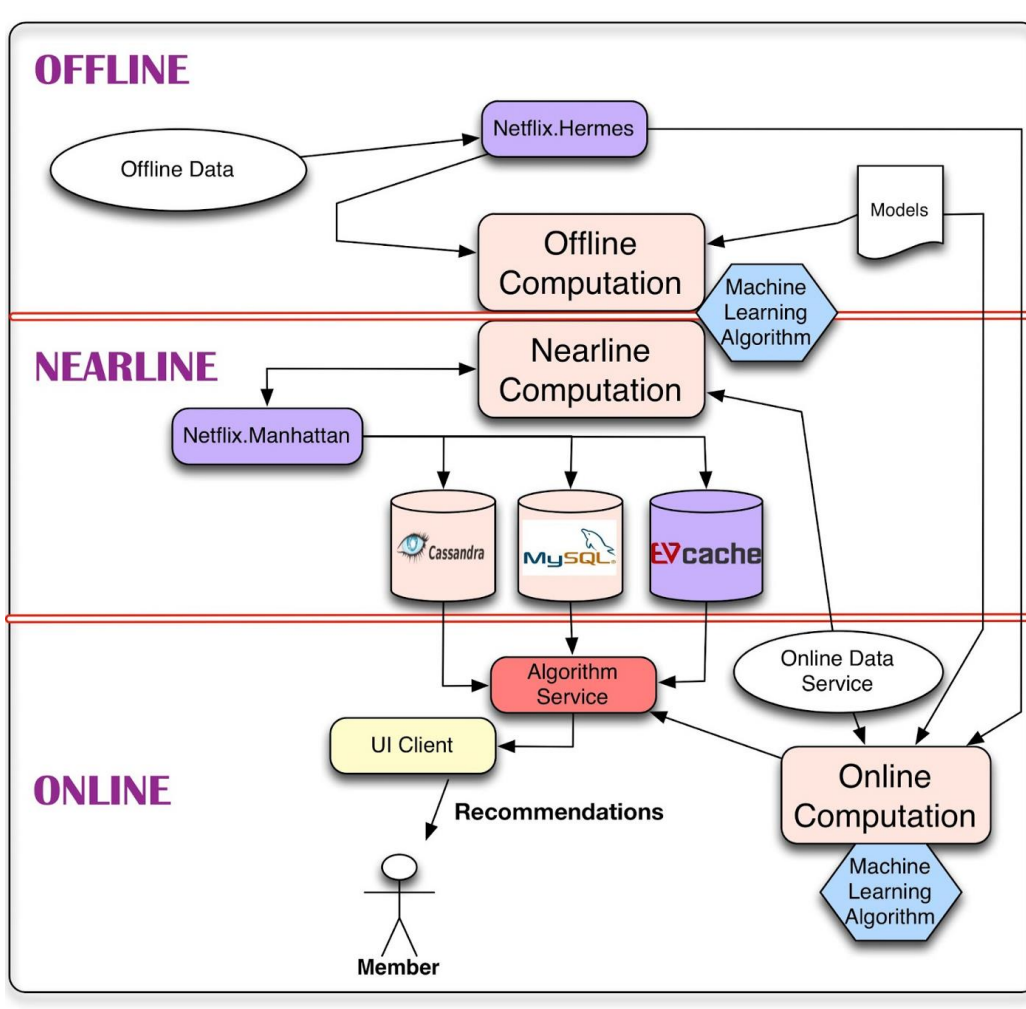 OFFLINE
Netflix.Hermes
Offline Data
Models
Offline
Computation
Machine
Learning
Algorithm
NEARLINE
Nearline
Computation
Netflix.Manhattan
Cassandra
MySQL
EVcache
Online Data
Service
Algorithm
Service
UI Client
ONLINE
Online
Computation
Recommendations
Machine
Learning
Algorithm
Member